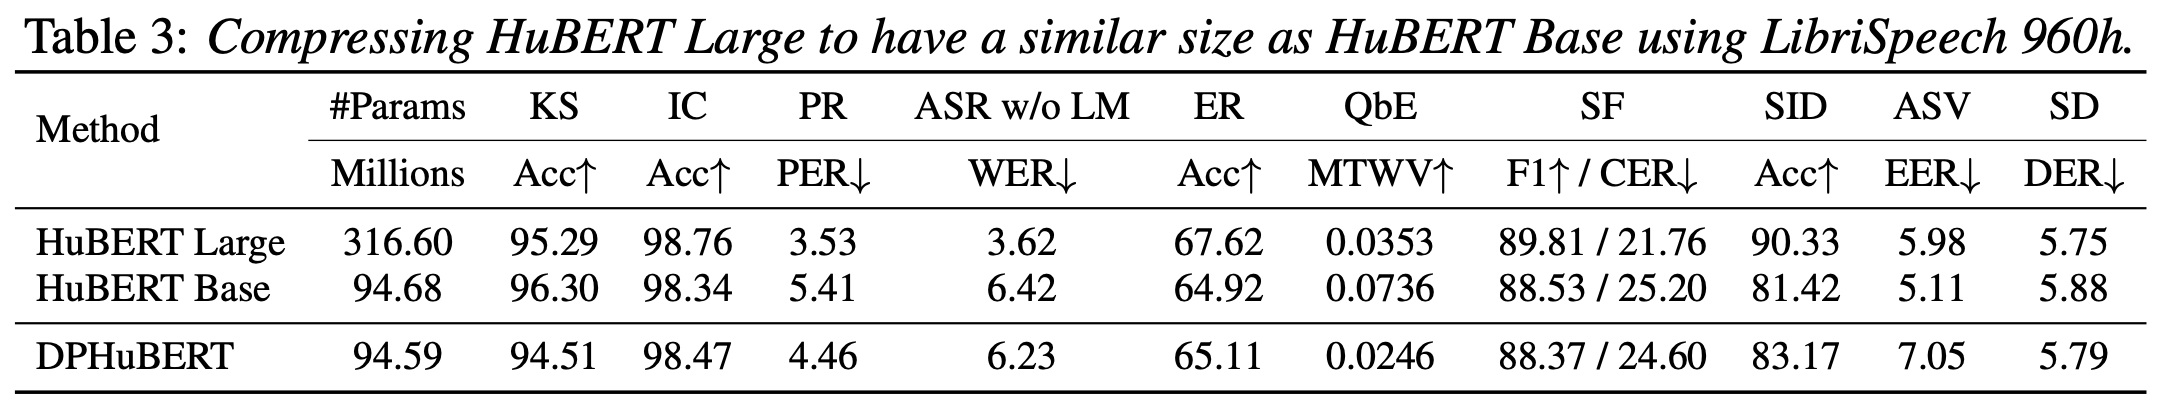 Table 3: Compressing HuBERT Large to have a similar size as HuBERT Base using LibriSpeech 960h.
Method #Params KS IC PR ASR w/o LM ER QbE SF SID ASV SD
Millions Acc↑ Acc↑ PER↓ WER↓ Acc↑ MTWV↑ F1↑ / CER↓ Acc↑ EER↓ DER↓
HuBERT Large 316.60 95.29 98.76 3.53 3.62 67.62 0.0353 89.81 / 21.76 90.33 5.98 5.75
HuBERT Base 94.68 96.30 98.34 5.41 6.42 64.92 0.0736 88.53 / 25.20 81.42 5.11 5.88
DPHuBERT 94.59 94.51 98.47 4.46 6.23 65.11 0.0246 88.37 / 24.60 83.17 7.05 5.79